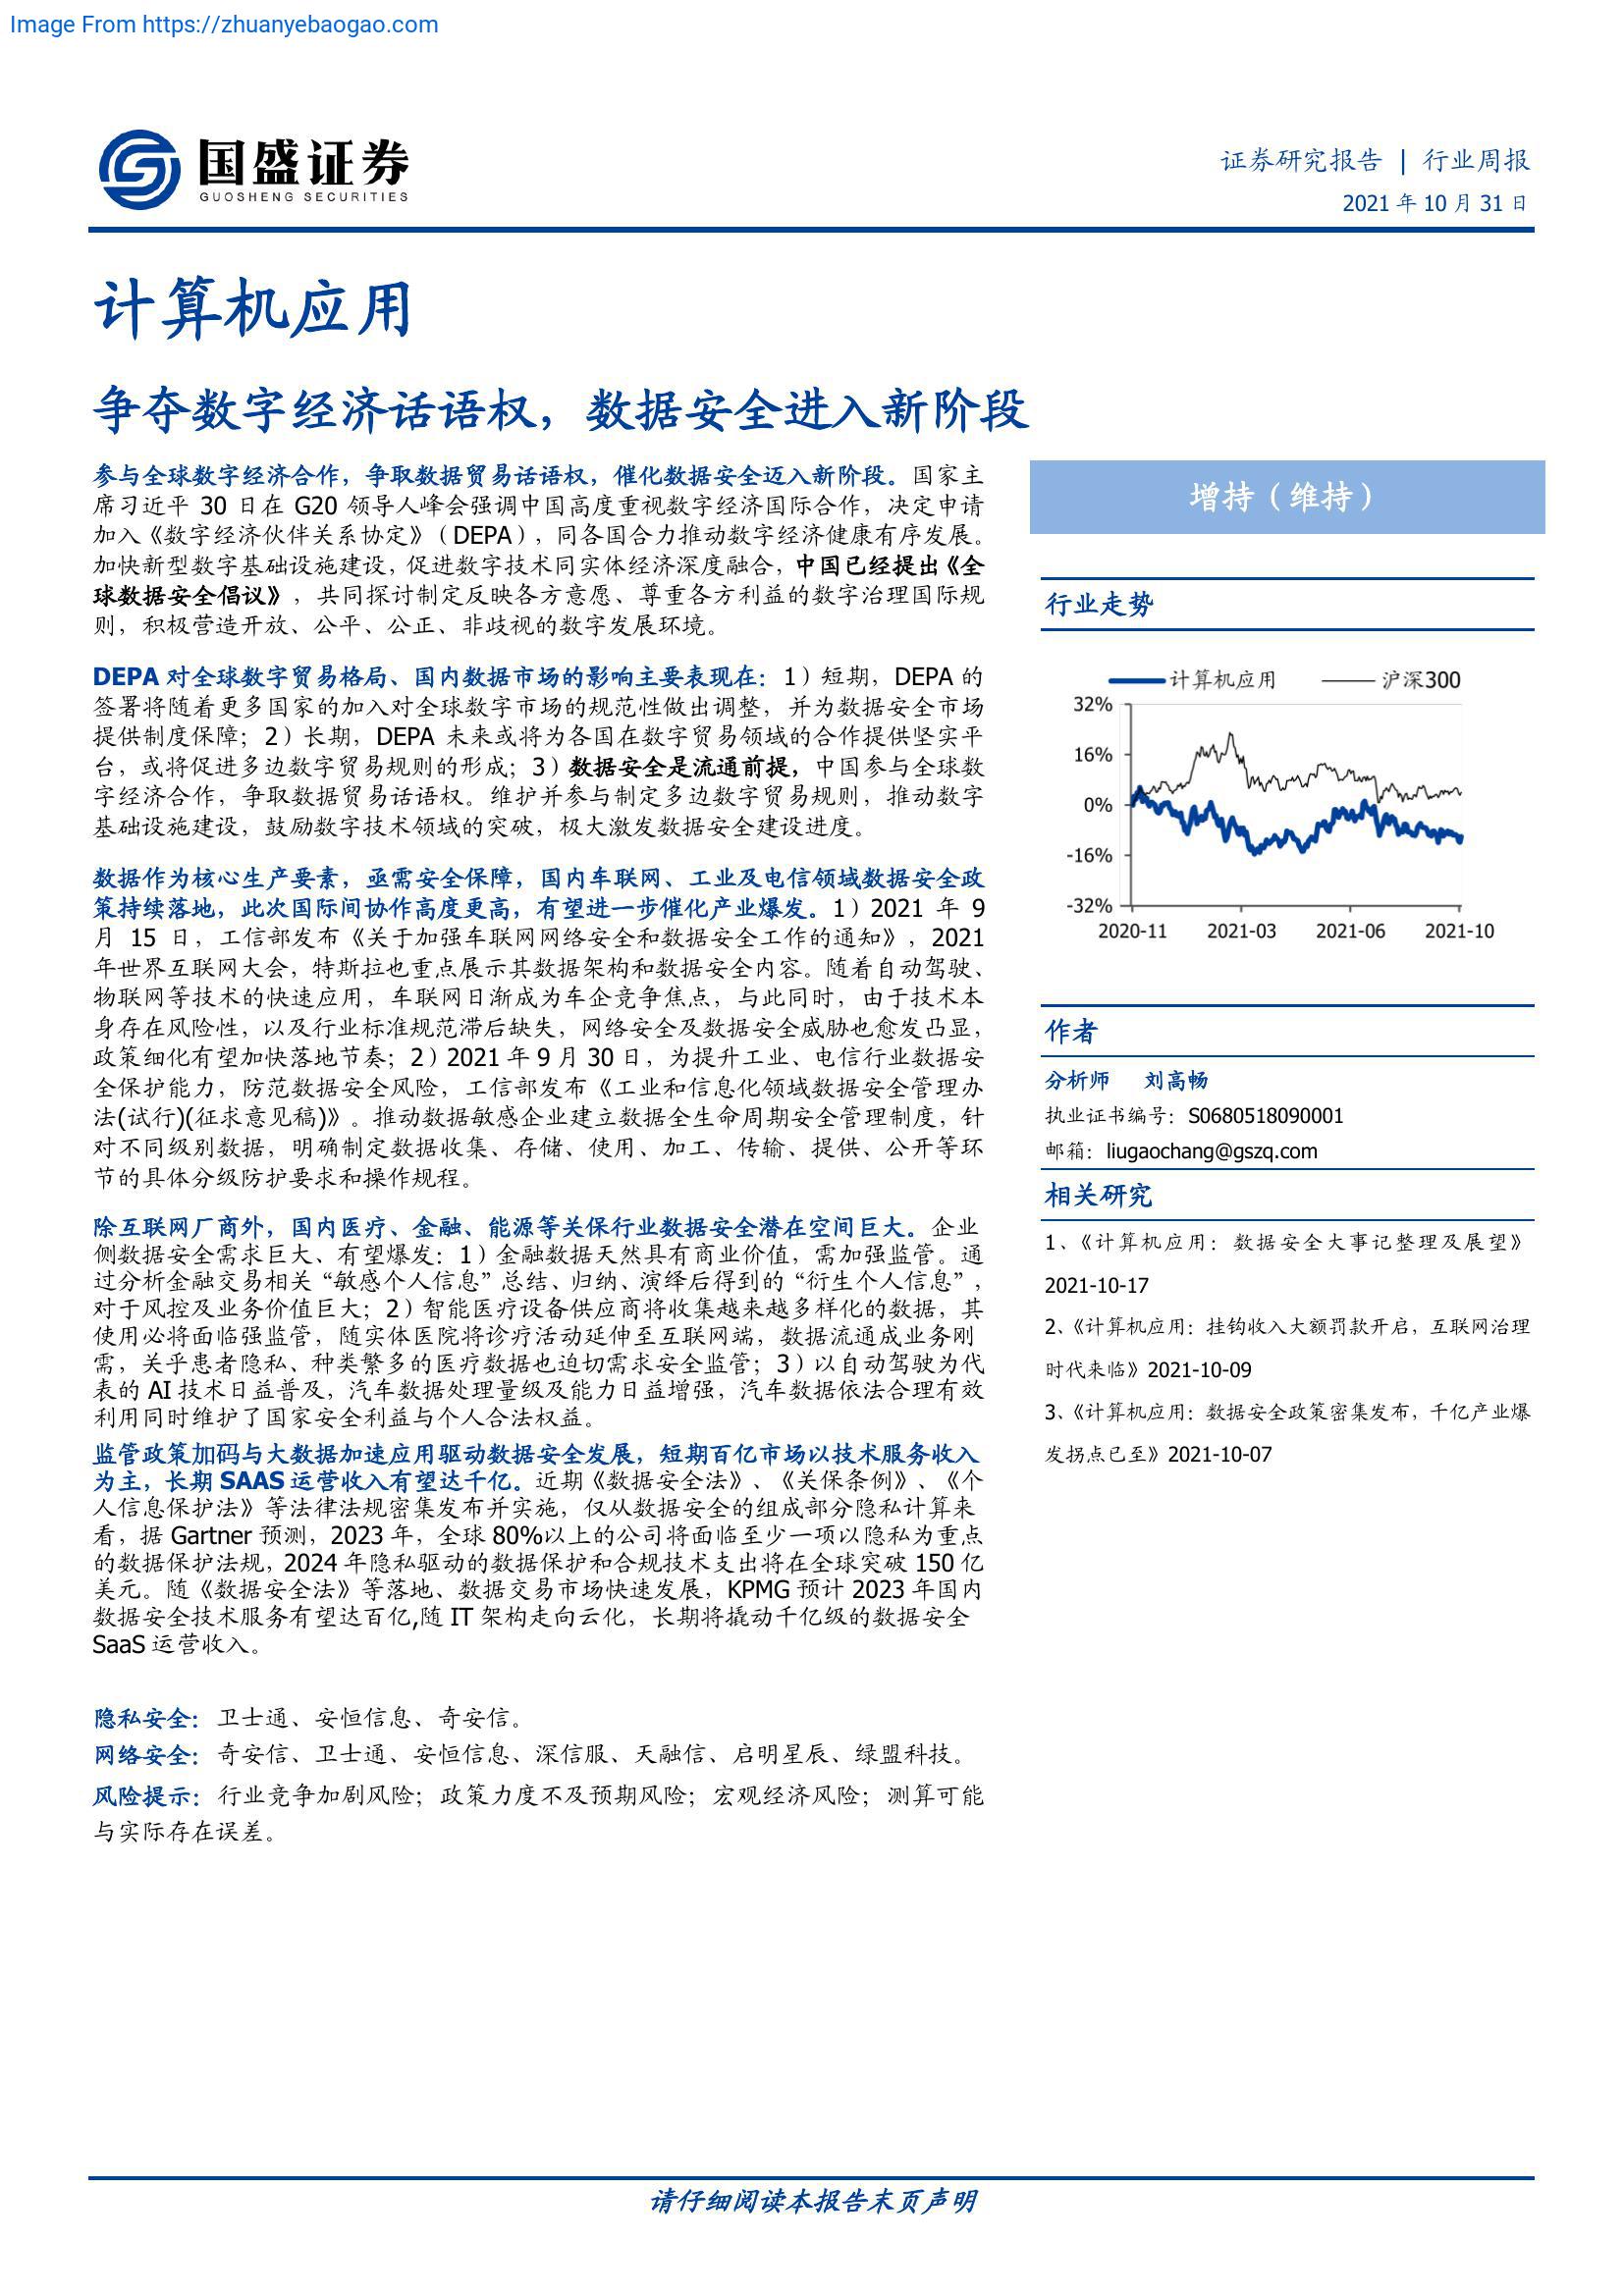 Image From https://zhuanyebaogao.com
国盛证券
GUOSHENG SECURITIES
证券研究报告 | 行业周报
2021 年 10 月 31 日
计算机应用
争夺数字经济话语权，数据安全进入新阶段
参与全球数字经济合作，争取数据贸易话语权，催化数据安全迈入新阶段。国家主
席习近平 30 日在 G20 领导人峰会强调中国高度重视数字经济国际合作，决定申请
加入《数字经济伙伴关系协定》（DEPA），同各国合力推动数字经济健康有序发展。
加快新型数字基础设施建设，促进数字技术同实体经济深度融合，中国已经提出《全
球数据安全倡议》，共同探讨制定反映各方意愿、尊重各方利益的数字治理国际规
则，积极营造开放、公平、公正、非歧视的数字发展环境。
DEPA 对全球数字贸易格局、国内数据市场的影响主要表现在：1）短期，DEPA 的
签署将随着更多国家的加入对全球数字市场的规范性做出调整，并为数据安全市场
提供制度保障；2）长期，DEPA 未来或将为各国在数字贸易领域的合作提供坚实平
台，或将促进多边数字贸易规则的形成；3）数据安全是流通前提，中国参与全球数
字经济合作，争取数据贸易话语权。维护并参与制定多边数字贸易规则，推动数字
基础设施建设，鼓励数字技术领域的突破，极大激发数据安全建设进度。
数据作为核心生产要素，亟需安全保障，国内车联网、工业及电信领域数据安全政
策持续落地，此次国际间协作高度更高，有望进一步催化产业爆发。1）2021 年 9
月 15 日，工信部发布《关于加强车联网网络安全和数据安全工作的通知》，2021
年世界互联网大会，特斯拉也重点展示其数据架构和数据安全内容。随着自动驾驶、
物联网等技术的快速应用，车联网日渐成为车企竞争焦点，与此同时，由于技术本
身存在风险性，以及行业标准规范滞后缺失，网络安全及数据安全威胁也愈发凸显，
政策细化有望加快落地节奏；2）2021 年 9 月 30 日，为提升工业、电信行业数据安
全保护能力，防范数据安全风险，工信部发布《工业和信息化领域数据安全管理办
法(试行)(征求意见稿)》。推动数据敏感企业建立数据全生命周期安全管理制度，针
对不同级别数据，明确制定数据收集、存储、使用、加工、传输、提供、公开等环
节的具体分级防护要求和操作规程。
除互联网厂商外，国内医疗、金融、能源等关保行业数据安全潜在空间巨大。企业
侧数据安全需求巨大、有望爆发：1）金融数据天然具有商业价值，需加强监管。通
过分析金融交易相关“敏感个人信息”总结、归纳、演绎后得到的“衍生个人信息”，
对于风控及业务价值巨大；2）智能医疗设备供应商将收集越来越多样化的数据，其
使用必将面临强监管，随实体医院将诊疗活动延伸至互联网端，数据流通成业务刚
需，关乎患者隐私、种类繁多的医疗数据也迫切需求安全监管；3）以自动驾驶为代
表的 AI 技术日益普及，汽车数据处理量级及能力日益增强，汽车数据依法合理有效
利用同时维护了国家安全利益与个人合法权益。
监管政策加码与大数据加速应用驱动数据安全发展，短期百亿市场以技术服务收入
为主，长期 SAAS 运营收入有望达千亿。近期《数据安全法》、《关保条例》、《个
人信息保护法》等法律法规密集发布并实施，仅从数据安全的组成部分隐私计算来
看，据 Gartner 预测，2023 年，全球 80%以上的公司将面临至少一项以隐私为重点
的数据保护法规，2024 年隐私驱动的数据保护和合规技术支出将在全球突破 150 亿
美元。随《数据安全法》等落地、数据交易市场快速发展，KPMG 预计 2023 年国内
数据安全技术服务有望达百亿,随 IT 架构走向云化，长期将撬动千亿级的数据安全
SaaS 运营收入。
隐私安全：卫士通、安恒信息、奇安信。
网络安全：奇安信、卫士通、安恒信息、深信服、天融信、启明星辰、绿盟科技。
风险提示：行业竞争加剧风险；政策力度不及预期风险；宏观经济风险；测算可能
与实际存在误差。
增持（维持）
行业走势
计算机应用 沪深300
32%
16%
0%
-16%
-32%
2020-11 2021-03 2021-06 2021-10
作者
分析师 刘高畅
执业证书编号：S0680518090001
邮箱：liugaochang@gszq.com
相关研究
1、《计算机应用：数据安全大事记整理及展望》
2021-10-17
2、《计算机应用：挂钩收入大额罚款开启，互联网治理
时代来临》2021-10-09
3、《计算机应用：数据安全政策密集发布，千亿产业爆
发拐点已至》2021-10-07
请仔细阅读本报告末页声明